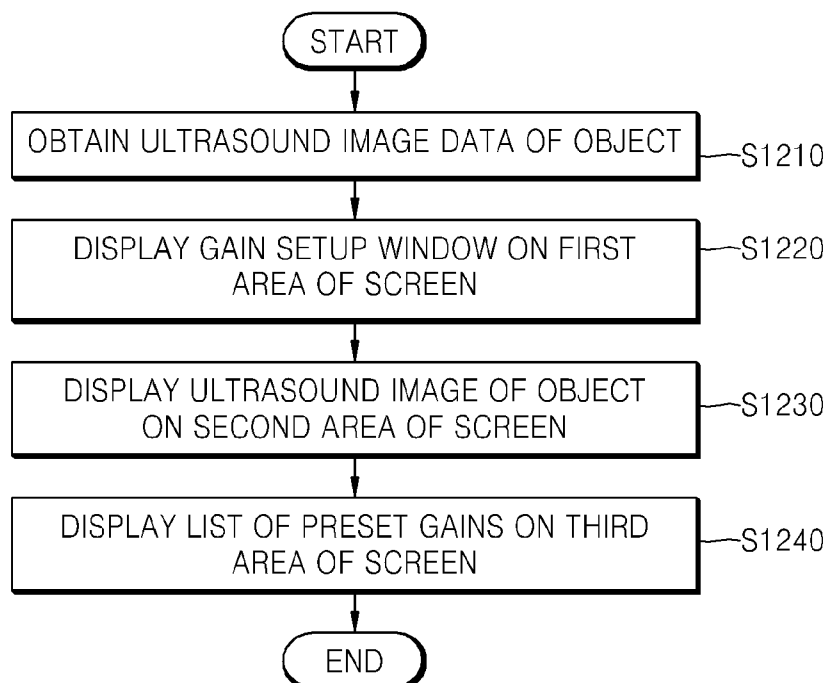 START
OBTAIN ULTRASOUND IMAGE DATA OF OBJECT
S1210
DISPLAY GAIN SETUP WINDOW ON FIRST
AREA OF SCREEN
S1220
DISPLAY ULTRASOUND IMAGE OF OBJECT
ON SECOND AREA OF SCREEN
S1230
DISPLAY LIST OF PRESET GAINS ON THIRD
AREA OF SCREEN
S1240
END